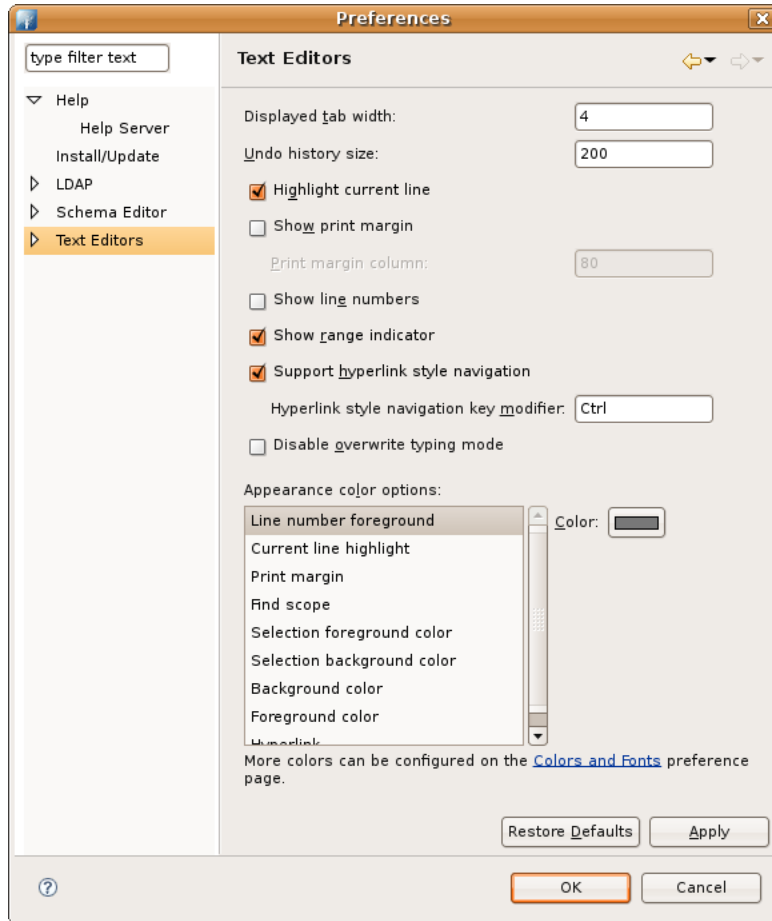 Preferences
type filter text
Text Editors
Help
Help Server
Install/Update
LDAP
Schema Editor
Text Editors
Displayed tab width: 4
Undo history size: 200
Highlight current line
Show print margin
Print margin column: 80
Show line numbers
Show range indicator
Support hyperlink style navigation
Hyperlink style navigation key modifier: Ctrl
Disable overwrite typing mode
Appearance color options:
Line number foreground
Color:
Current line highlight
Print margin
Find scope
Selection foreground color
Selection background color
Background color
Foreground color
Hyperlink
More colors can be configured on the Colors and Fonts preference
page.
Restore Defaults Apply
? OK Cancel